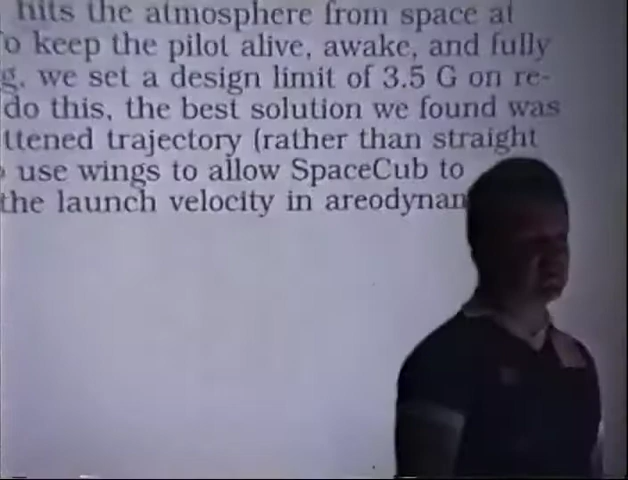 hits the atmosphere from space at
o keep the pilot alive, awake, and fully
g, we set a design limit of 3.5 G on re-
do this, the best solution we found was
ttened trajectory (rather than straight
use wings to allow SpaceCub to
the launch velocity in areodynam